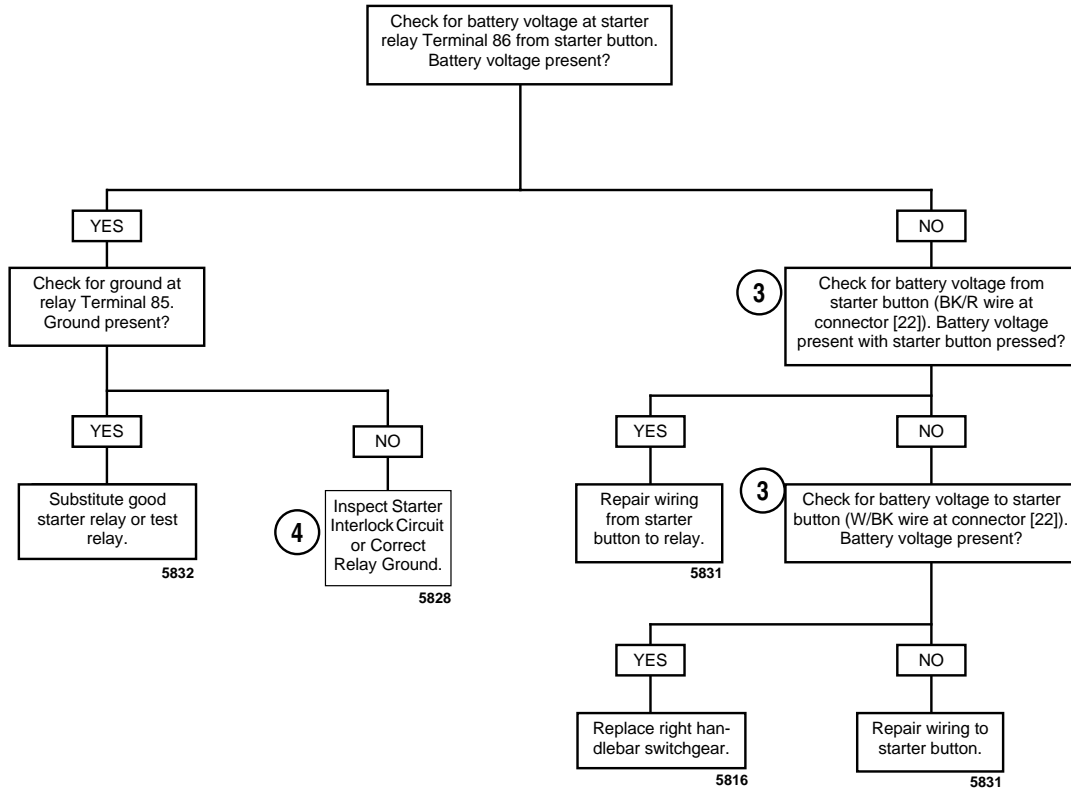 Check for battery voltage at starter
relay Terminal 86 from starter button.
Battery voltage present?
YES
NO
Check for ground at
relay Terminal 85.
Ground present?
3
Check for battery voltage from
starter button (BK/R wire at
connector [22]). Battery voltage
present with starter button pressed?
YES
NO
YES
NO
Substitute good
starter relay or test
relay.
5832
4
Inspect Starter
Interlock Circuit
or Correct
Relay Ground.
5828
Repair wiring
from starter
button to relay.
5831
3
Check for battery voltage to starter
button (W/BK wire at connector [22]).
Battery voltage present?
YES
NO
Replace right han-
dlebar switchgear.
5816
Repair wiring to
starter button.
5831